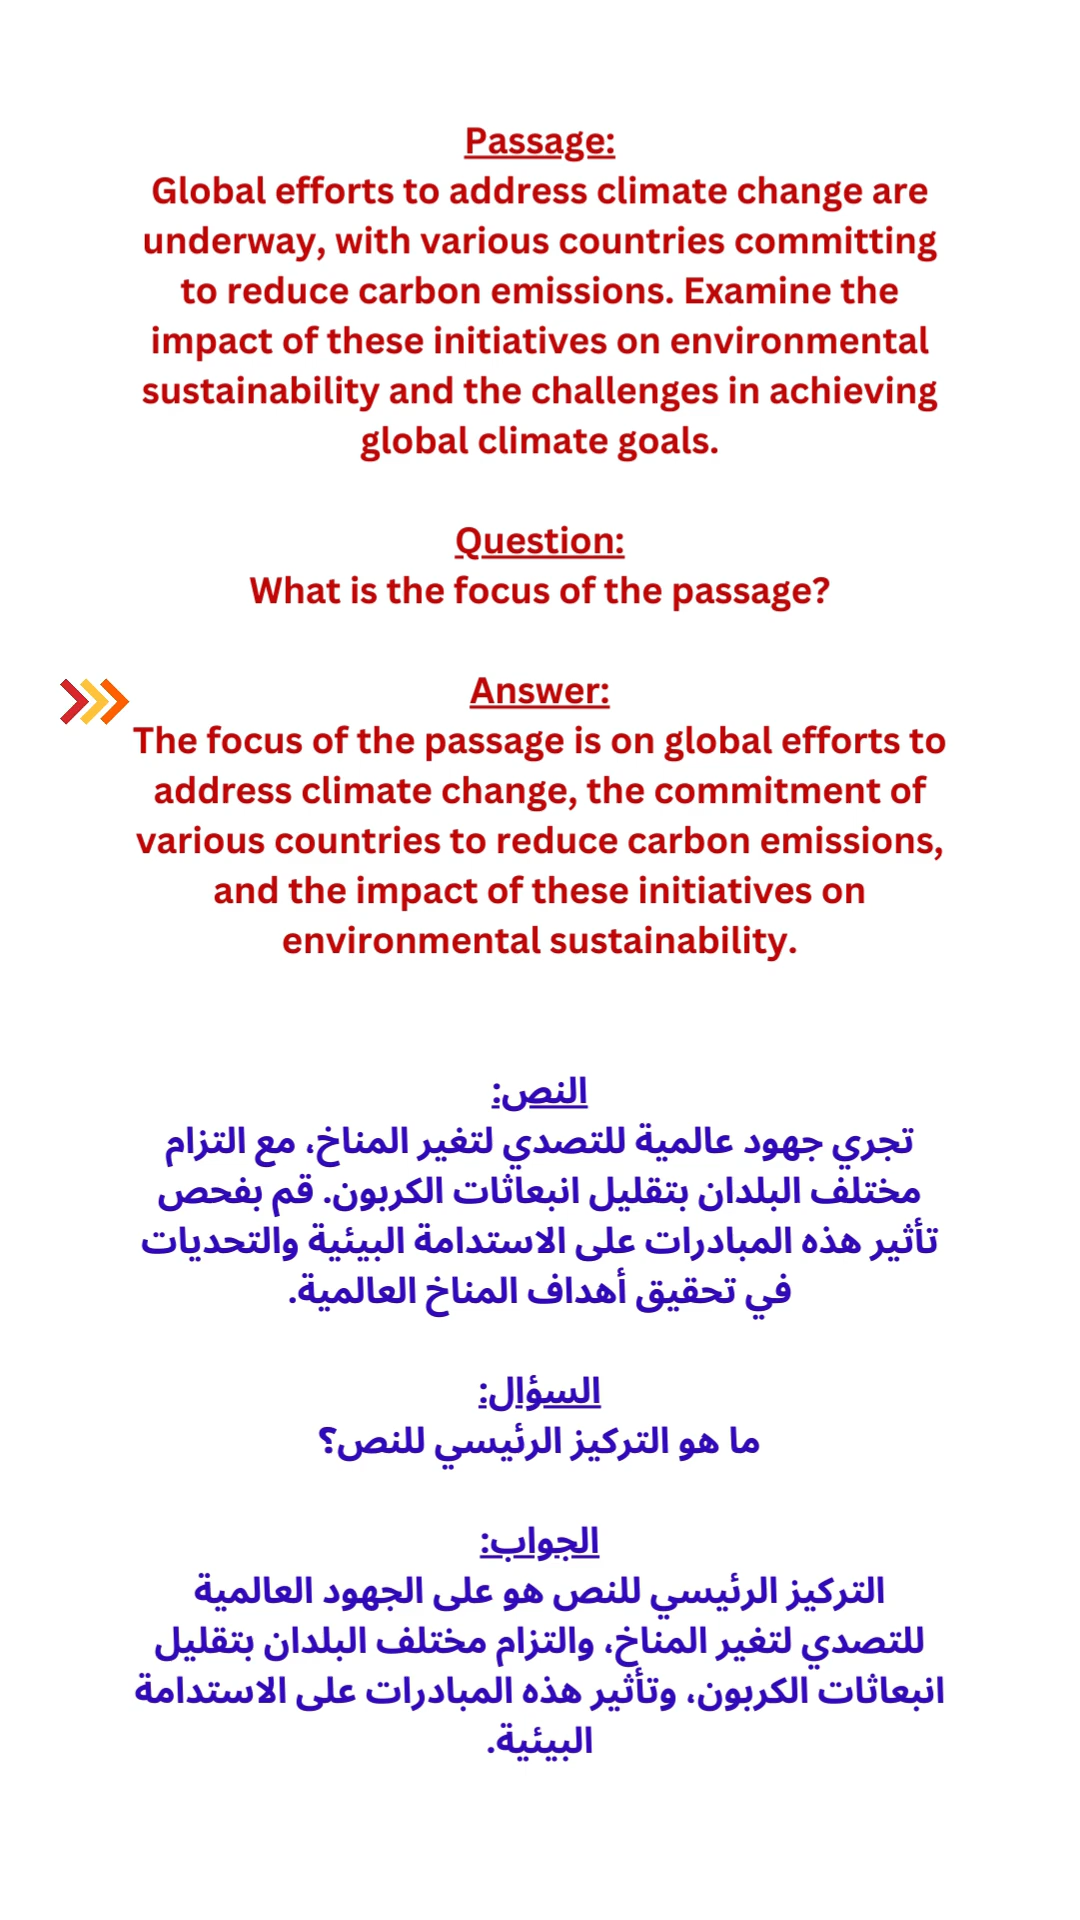 Passage:
Global efforts to address climate change are
underway, with various countries committing
to reduce carbon emissions. Examine the
impact of these initiatives on environmental
sustainability and the challenges in achieving
global climate goals.
Question:
What is the focus of the passage?
Answer:
The focus of the passage is on global efforts to
address climate change, the commitment of
various countries to reduce carbon emissions,
and the impact of these initiatives on
environmental sustainability.
النص:
تجري جهود عالمية للتصدي لتغير المناخ، مع التزام
مختلف البلدان بتقليل انبعاثات الكربون. قم بفحص
تأثير هذه المبادرات على الاستدامة البيئية والتحديات
في تحقيق أهداف المناخ العالمية.
السؤال:
ما هو التركيز الرئيسي للنص؟
الجواب:
التركيز الرئيسي للنص هو على الجهود العالمية
للتصدي لتغير المناخ، والتزام مختلف البلدان بتقليل
انبعاثات الكربون، وتأثير هذه المبادرات على الاستدامة
البيئية.